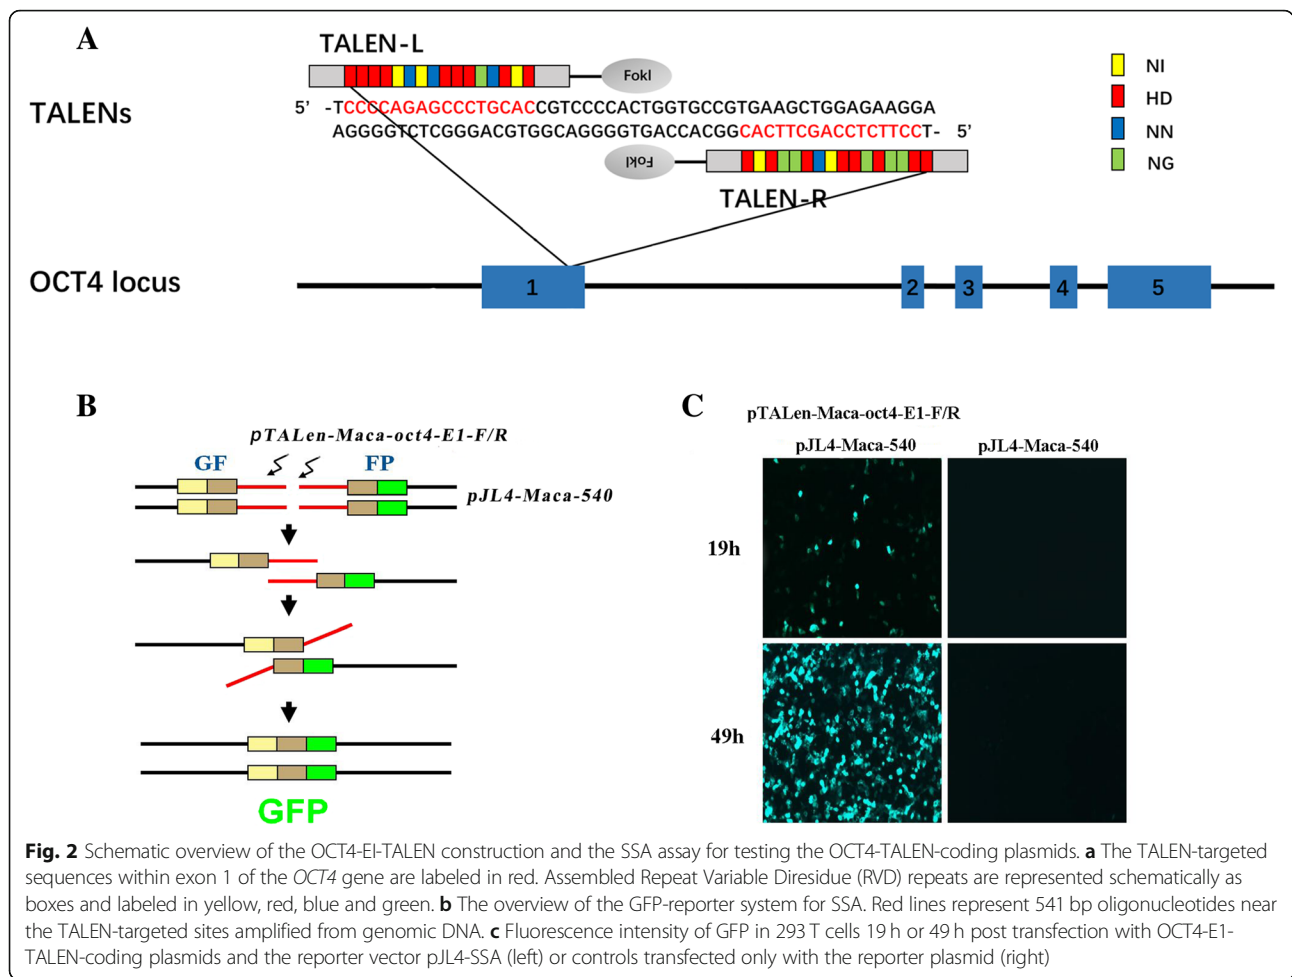 A
TALEN-L
FokI
TALENs
5' -TCCCCAGAGCCCTGCACCGTCCCCACTGGTGCCGTGAAGCTGGAGAAGGA
AGGGGTCTCGGGACGTGGCAGGGGTGACCACGGCACTTCGACCTCTTCCT- 5'
FokI
TALEN-R
NI
HD
NN
NG
OCT4 locus
1
2
3
4
5
B
pTALen-Maca-oct4-E1-F/R
GF
FP
pJL4-Maca-540
GFP
C
pTALen-Maca-oct4-E1-F/R
pJL4-Maca-540
pJL4-Maca-540
19h
49h
Fig. 2 Schematic overview of the OCT4-EI-TALEN construction and the SSA assay for testing the OCT4-TALEN-coding plasmids. a The TALEN-targeted
sequences within exon 1 of the OCT4 gene are labeled in red. Assembled Repeat Variable Diresidue (RVD) repeats are represented schematically as
boxes and labeled in yellow, red, blue and green. b The overview of the GFP-reporter system for SSA. Red lines represent 541 bp oligonucleotides near
the TALEN-targeted sites amplified from genomic DNA. c Fluorescence intensity of GFP in 293 T cells 19 h or 49 h post transfection with OCT4-E1-
TALEN-coding plasmids and the reporter vector pJL4-SSA (left) or controls transfected only with the reporter plasmid (right)